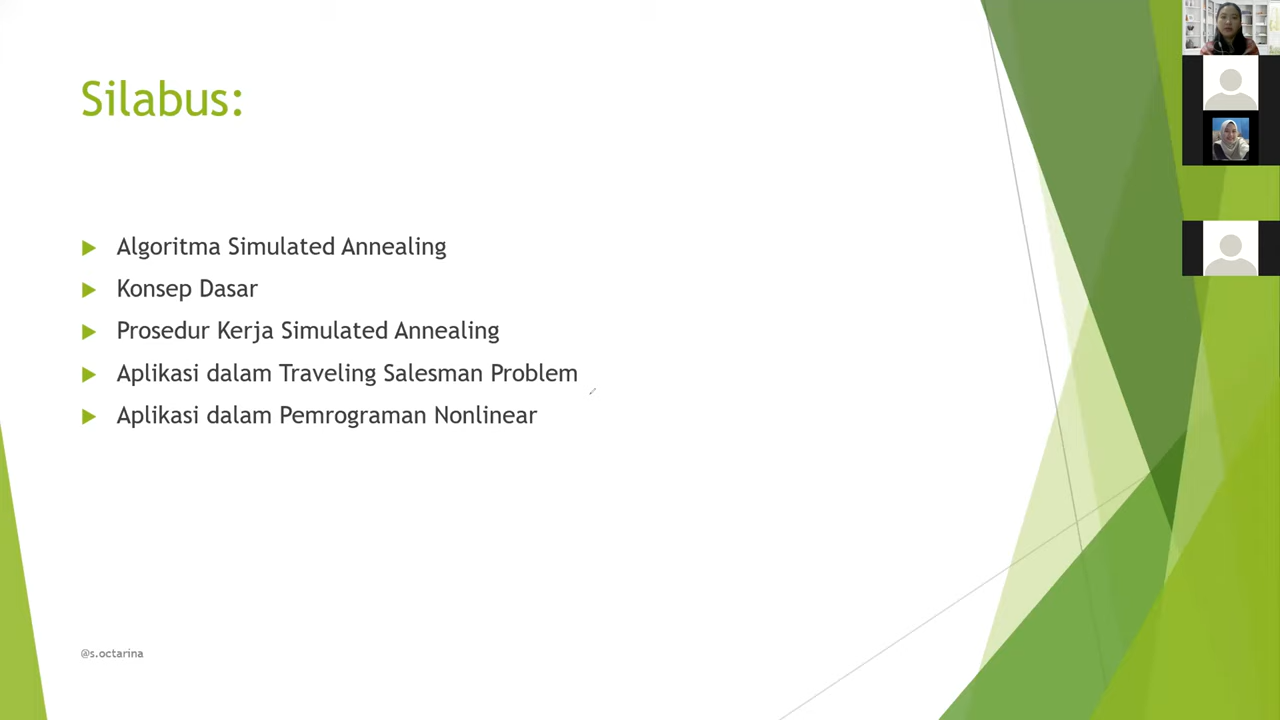 Silabus:
Algoritma Simulated Annealing
Konsep Dasar
Prosedur Kerja Simulated Annealing
Aplikasi dalam Traveling Salesman Problem
Aplikasi dalam Pemrograman Nonlinear
@s.octarina